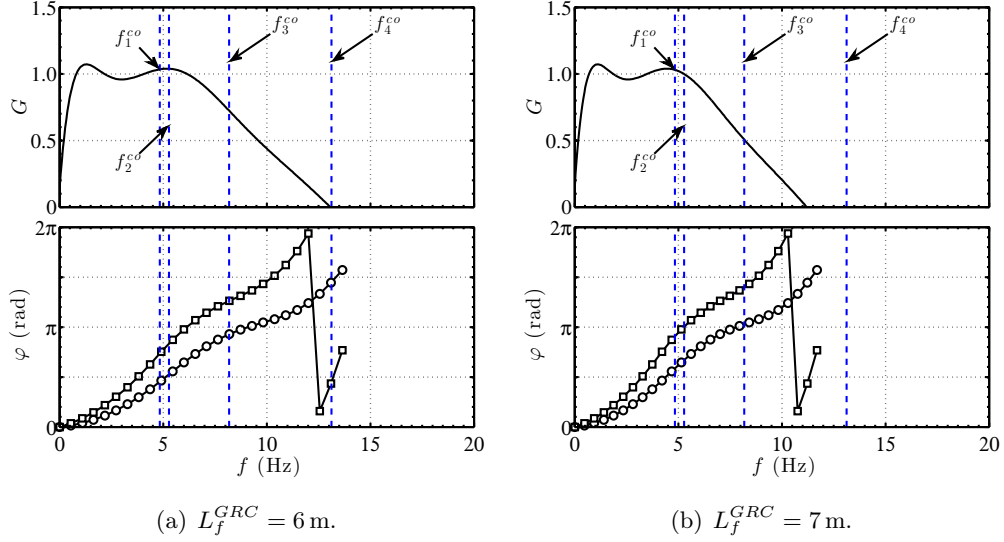 1.5
1.0
0.5
0
G
f_1^{co}
f_2^{co}
f_3^{co}
f_4^{co}
2π
π
0
φ (rad)
0 5 10 15 20
f (Hz)
(a) L_f^{GRC} = 6 m.
1.5
1.0
0.5
0
G
f_1^{co}
f_2^{co}
f_3^{co}
f_4^{co}
2π
π
0
φ (rad)
0 5 10 15 20
f (Hz)
(b) L_f^{GRC} = 7 m.